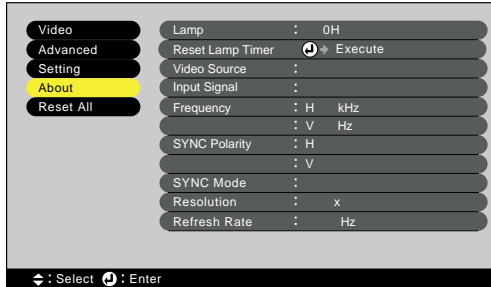 Video
Advanced
Setting
About
Reset All
Lamp : 0H
Reset Lamp Timer Execute
Video Source :
Input Signal :
Frequency : H kHz
: V Hz
SYNC Polarity : H
: V
SYNC Mode :
Resolution : x
Refresh Rate : Hz
: Select : Enter